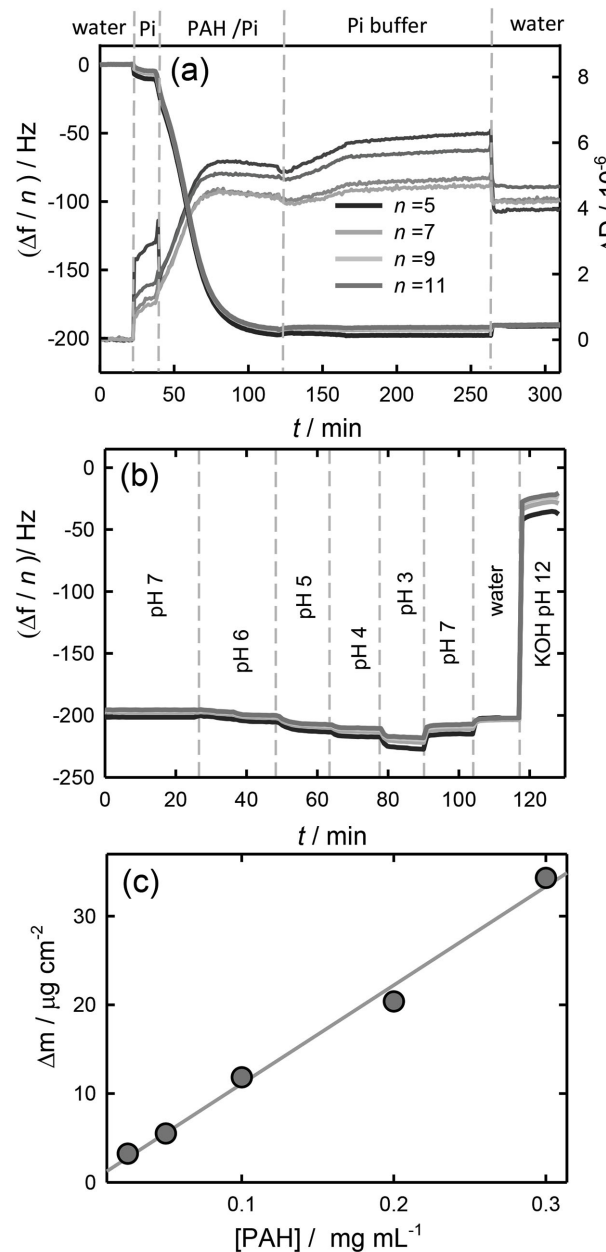 water Pi PAH /Pi Pi buffer water
(a)
0
-50
-100
-150
-200
(Δf / n) / Hz
8
6
4
2
0
n =5
n =7
n =9
n =11
0 50 100 150 200 250 300
t / min
(b)
0
-50
-100
-150
-200
-250
(Δf / n )/ Hz
pH 7
pH 6
pH 5
pH 4
pH 3
pH 7
water
KOH pH 12
0 20 40 60 80 100 120
t / min
(c)
30
20
10
0
Δm / μg cm⁻²
0.1 0.2 0.3
[PAH] / mg mL⁻¹